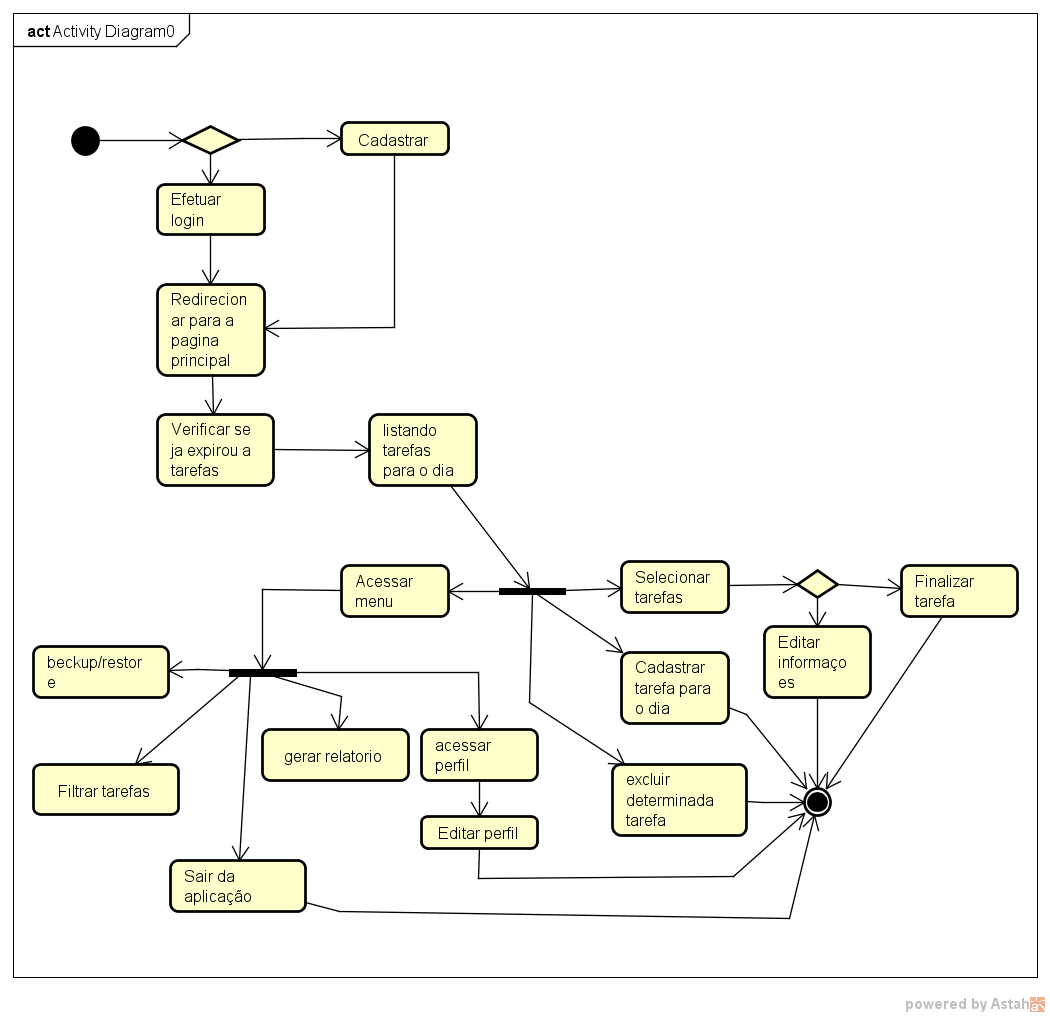 act Activity Diagram0
Cadastrar
Efetuar
login
Redirecion
ar para a
pagina
principal
Verificar se
ja expirou a
tarefas
listando
tarefas
para o dia
Acessar
menu
Selecionar
tarefas
Finalizar
tarefa
Editar
informaço
es
beckup/restor
e
Cadastrar
tarefa para
o dia
gerar relatorio
acessar
perfil
Filtrar tarefas
excluir
determinada
tarefa
Editar perfil
Sair da
aplicação
powered by Astah